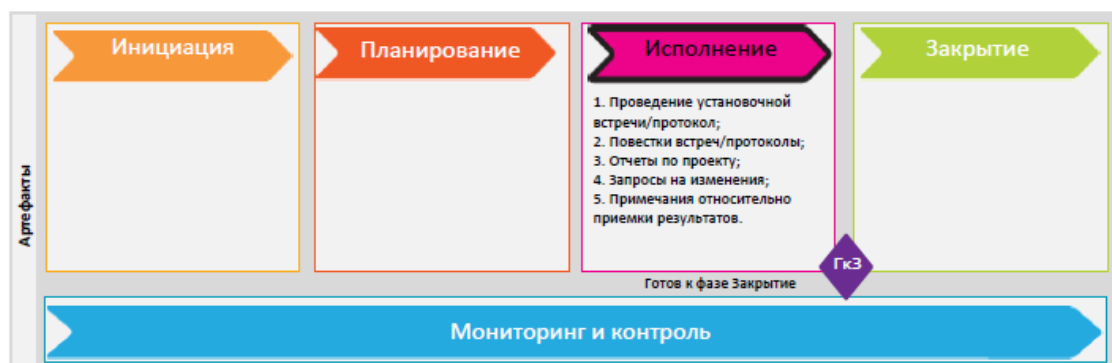 Артефакты
Инициация
Планирование
Исполнение
Закрытие
1. Проведение установочной
встречи/протокол;
2. Повестки встреч/протоколы;
3. Отчеты по проекту;
4. Запросы на изменения;
5. Примечания относительно
приемки результатов.
ГкЗ
Готов к фазе Закрытие
Мониторинг и контроль